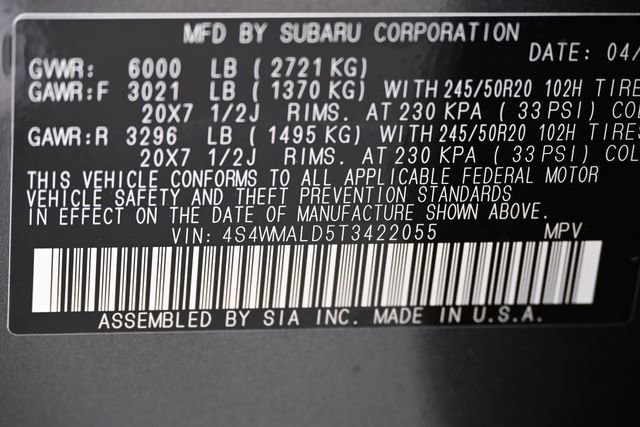 MFD BY SUBARU CORPORATION
DATE: 04/
GVWR: 6000 LB ( 2721 KG)
GAWR:F 3021 LB ( 1370 KG) WITH 245/50R20 102H TIRE
20X7 1/2J RIMS. AT 230 KPA ( 33 PSI) COL
GAWR:R 3296 LB ( 1495 KG) WITH 245/50R20 102H TIRE
20X7 1/2J RIMS. AT 230 KPA ( 33 PSI) COL
THIS VEHICLE CONFORMS TO ALL APPLICABLE FEDERAL MOTOR
VEHICLE SAFETY AND THEFT PREVENTION STANDARDS
IN EFFECT ON THE DATE OF MANUFACTURE SHOWN ABOVE.
VIN: 4S4WMALD5T3422055 MPV
ASSEMBLED BY SIA INC. MADE IN U.S.A.